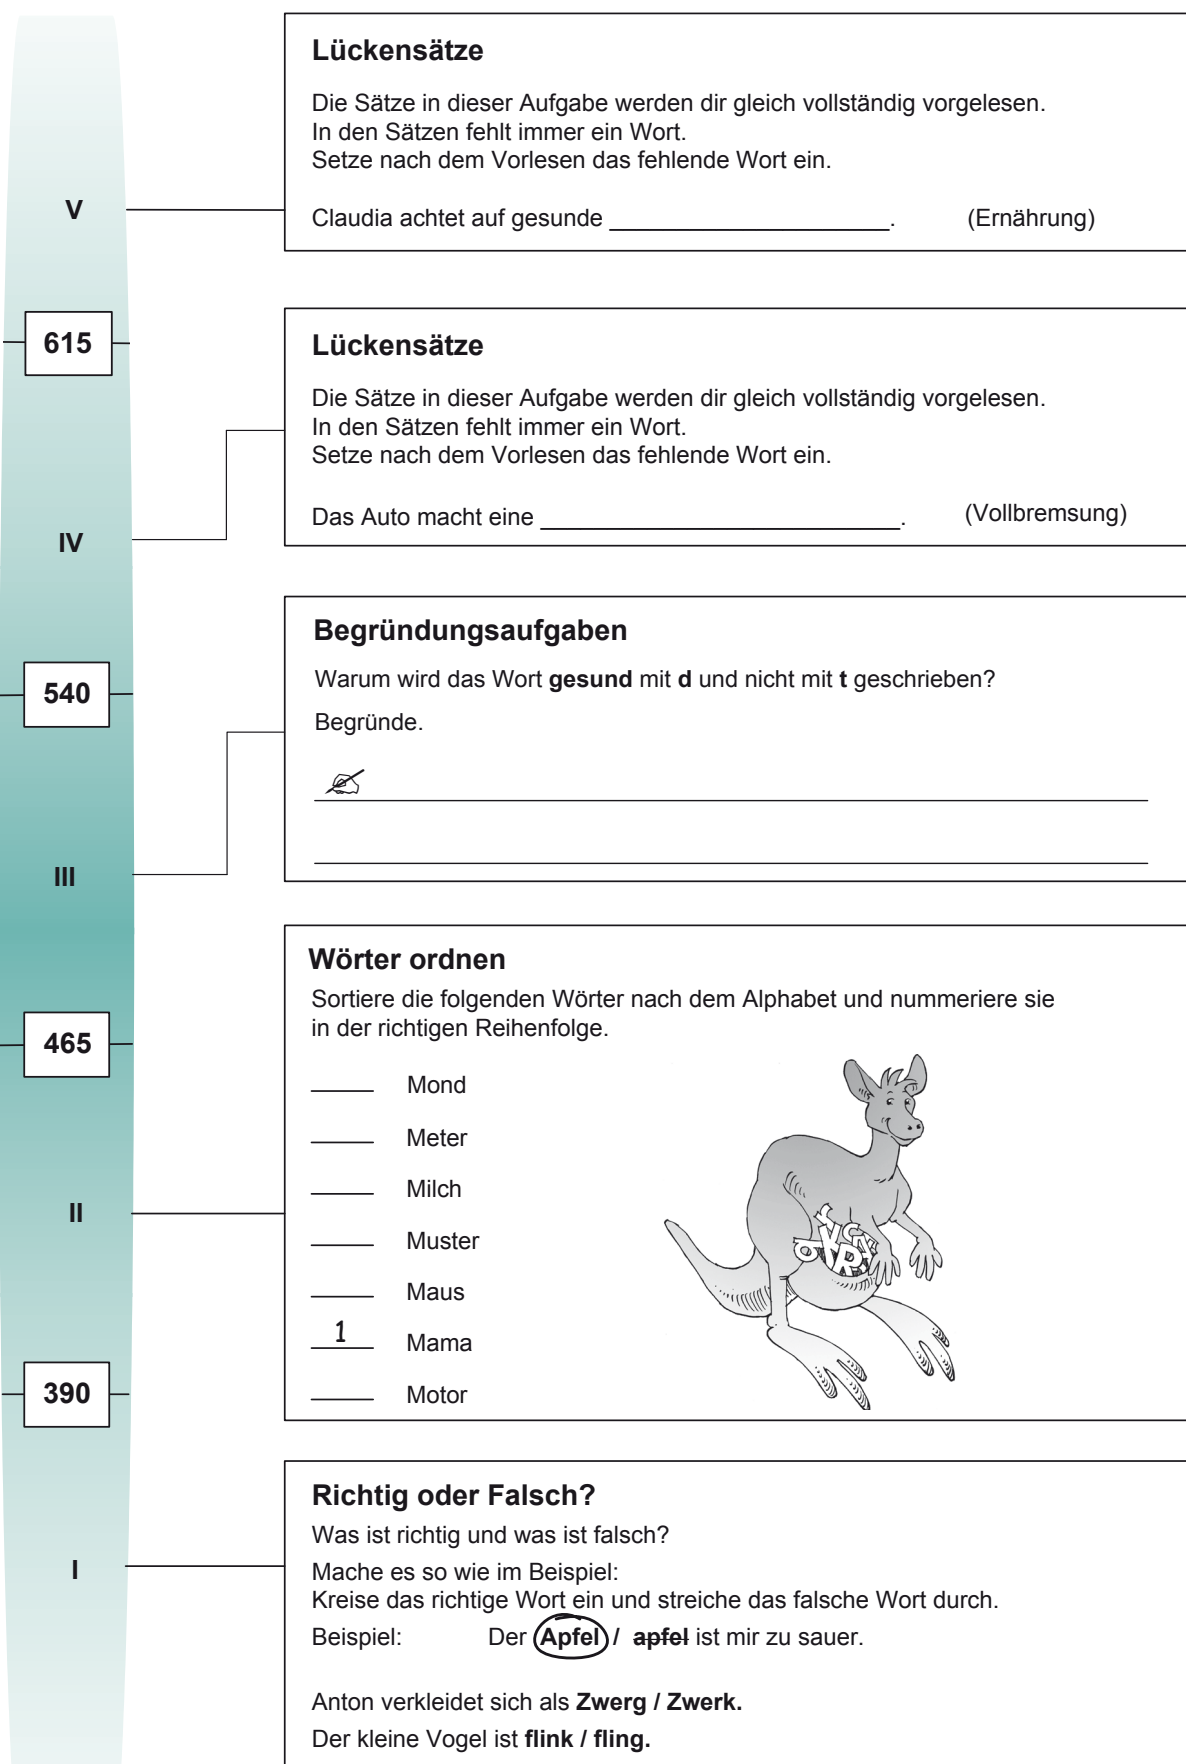 Lückensätze
Die Sätze in dieser Aufgabe werden dir gleich vollständig vorgelesen.
In den Sätzen fehlt immer ein Wort.
Setze nach dem Vorlesen das fehlende Wort ein.
V
Claudia achtet auf gesunde ____________________. (Ernährung)
615
Lückensätze
Die Sätze in dieser Aufgabe werden dir gleich vollständig vorgelesen.
In den Sätzen fehlt immer ein Wort.
Setze nach dem Vorlesen das fehlende Wort ein.
Das Auto macht eine __________________________. (Vollbremsung)
IV
Begründungsaufgaben
Warum wird das Wort gesund mit d und nicht mit t geschrieben?
540
Begründe.
III
Wörter ordnen
Sortiere die folgenden Wörter nach dem Alphabet und nummeriere sie
in der richtigen Reihenfolge.
465
_____ Mond
_____ Meter
_____ Milch
II
_____ Muster
_____ Maus
1 Mama
_____ Motor
390
Richtig oder Falsch?
Was ist richtig und was ist falsch?
I
Mache es so wie im Beispiel:
Kreise das richtige Wort ein und streiche das falsche Wort durch.
Beispiel: Der Apfel / apfel ist mir zu sauer.
Anton verkleidet sich als Zwerg / Zwerk.
Der kleine Vogel ist flink / fling.